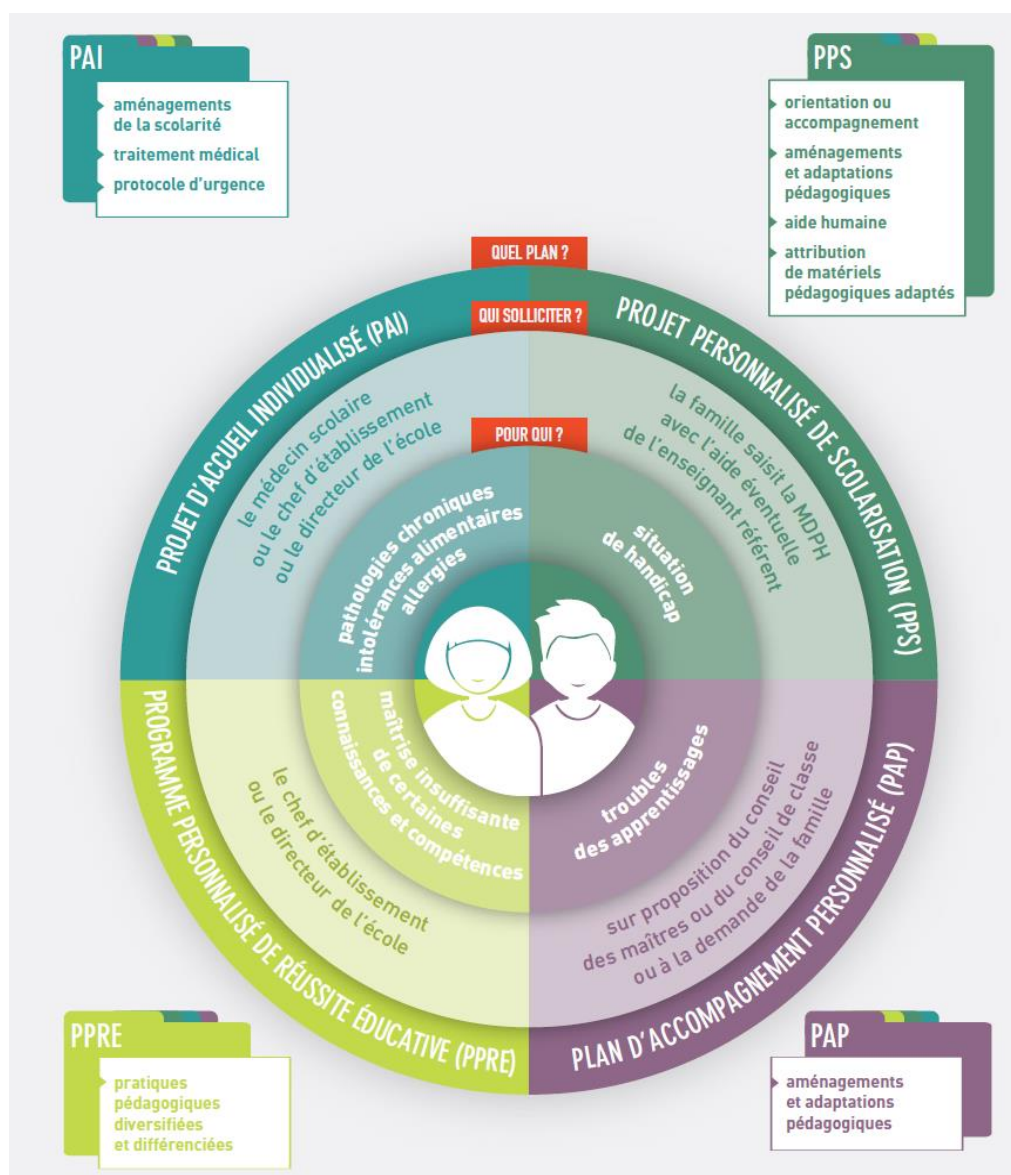 PAI
aménagements
de la scolarité
traitement médical
protocole d'urgence
PPS
orientation ou
accompagnement
aménagements
et adaptations
pédagogiques
aide humaine
attribution
de matériels
pédagogiques adaptés
QUEL PLAN ?
QUI SOLLICITER ?
POUR QUI ?
PROJET D'ACCUEIL INDIVIDUALISÉ (PAI)
le médecin scolaire
ou le chef d'établissement
ou le directeur de l'école
pathologies chroniques
intolérances alimentaires
allergies
PROJET PERSONNALISÉ DE SCOLARISATION (PPS)
la famille saisit la MDPH
avec l'aide éventuelle
de l'enseignant référent
situation
de handicap
PROGRAMME PERSONNALISÉ DE RÉUSSITE ÉDUCATIVE (PPRE)
le chef d'établissement
ou le directeur de l'école
maîtrise insuffisante
de certaines
connaissances et compétences
PLAN D'ACCOMPAGNEMENT PERSONNALISÉ (PAP)
sur proposition du conseil
des maîtres ou du conseil de classe
ou à la demande de la famille
troubles
des apprentissages
PPRE
pratiques
pédagogiques
diversifiées
et différenciées
PAP
aménagements
et adaptations
pédagogiques